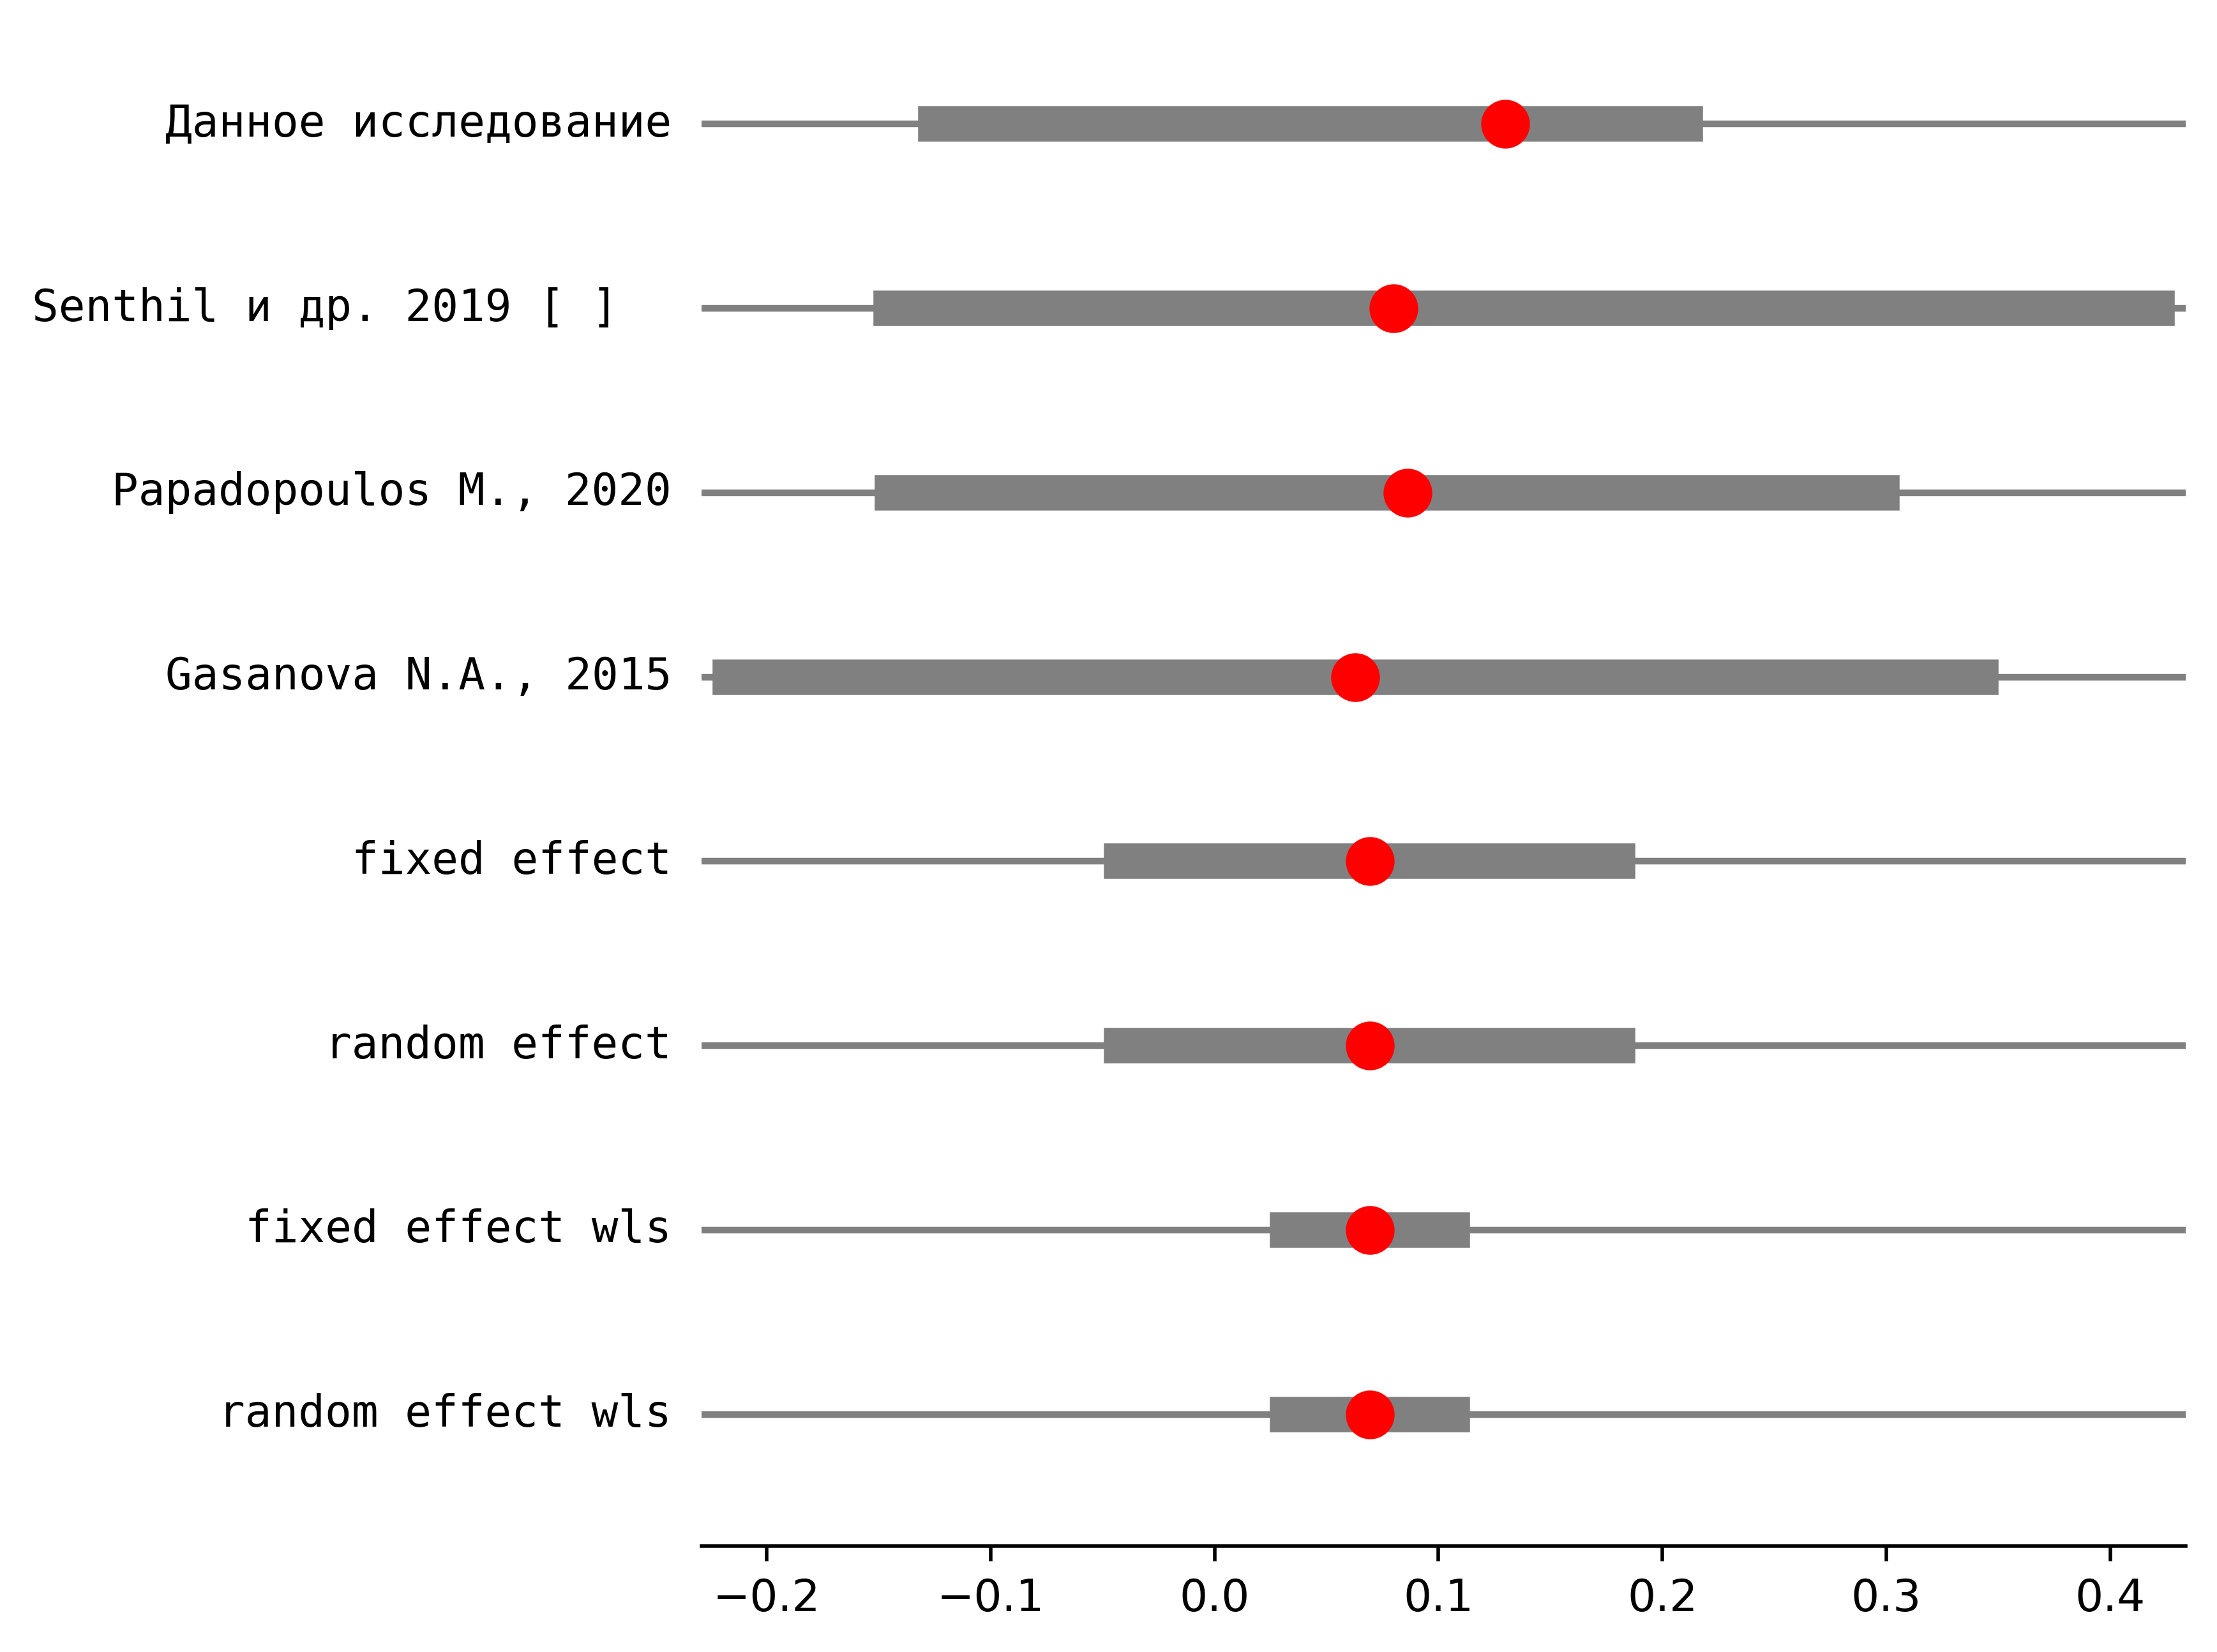 Данное исследование
Senthil и др. 2019 [ ]
Papadopoulos M., 2020
Gasanova N.A., 2015
fixed effect
random effect
fixed effect wls
random effect wls
−0.2 −0.1 0.0 0.1 0.2 0.3 0.4